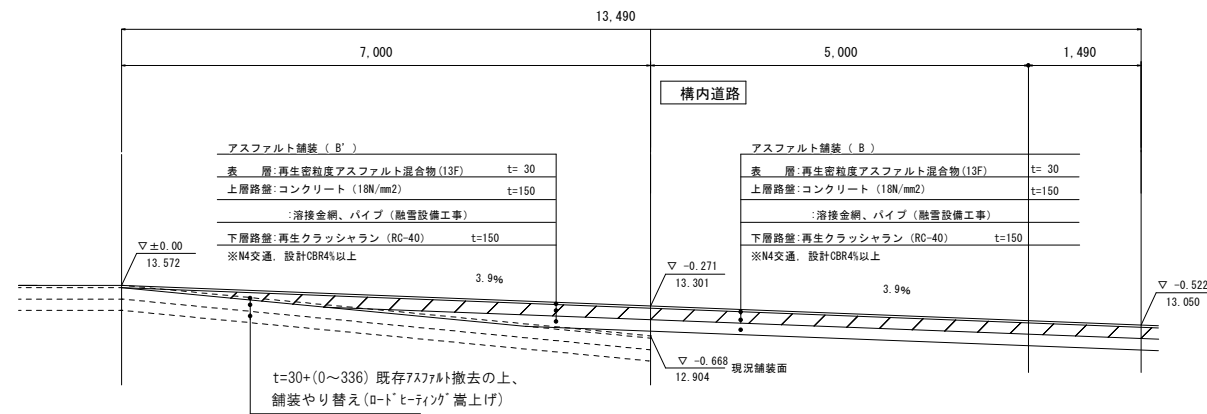 13,490
7,000
5,000
1,490
構内道路
アスファルト舗装（ B’ ）
表　　層:再生密粒度アスファルト混合物(13F)　t= 30
上層路盤:コンクリート（18N/mm2）　t=150
:溶接金網、パイプ（融雪設備工事）
下層路盤:再生クラッシャラン（RC-40）　t=150
※N4交通, 設計CBR4%以上
アスファルト舗装（ B ）
表　　層:再生密粒度アスファルト混合物(13F)　t= 30
上層路盤:コンクリート（18N/mm2）　t=150
:溶接金網、パイプ（融雪設備工事）
下層路盤:再生クラッシャラン（RC-40）　t=150
※N4交通, 設計CBR4%以上
▽±0.00
13.572
3.9%
▽ -0.271
13.301
3.9%
▽ -0.522
13.050
▽ -0.668
12.904
現況舗装面
t=30+(0～336) 既存ｱｽﾌｧﾙﾄ撤去の上、
舗装やり替え(ﾛｰﾄﾞﾋｰﾃｨﾝｸﾞ嵩上げ)